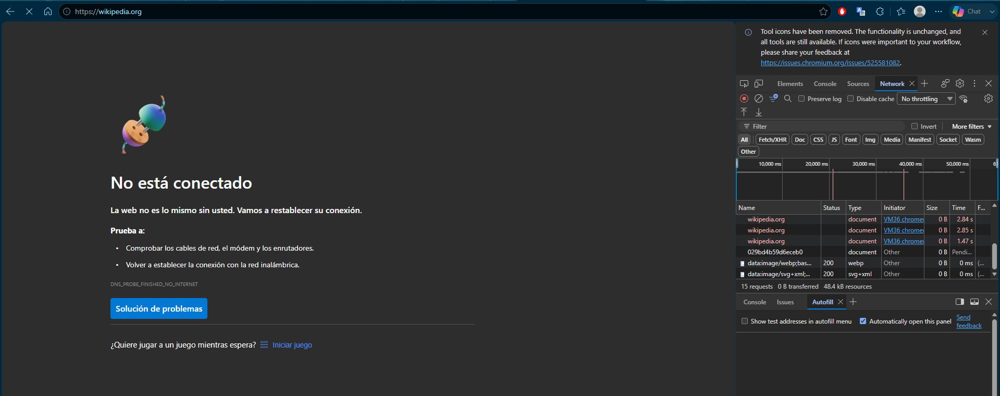 https://wikipedia.org
Chat
No está conectado
La web no es lo mismo sin usted. Vamos a restablecer su conexión.
Prueba a:
• Comprobar los cables de red, el módem y los enrutadores.
• Volver a establecer la conexión con la red inalámbrica.
DNS_PROBE_FINISHED_NO_INTERNET
Solución de problemas
¿Quiere jugar a un juego mientras espera? Iniciar juego
Tool icons have been removed. The functionality is unchanged, and
all tools are still available. If icons were important to your workflow,
please share your feedback at
https://issues.chromium.org/issues/525581082.
Elements Console Sources Network
Preserve log Disable cache No throttling
Filter Invert More filters
All Fetch/XHR Doc CSS JS Font Img Media Manifest Socket Wasm
Other
10,000 ms 20,000 ms 30,000 ms 40,000 ms 50,000 ms 6
Name Status Type Initiator Size Time F...
wikipedia.org document VM36 chromew 0 B 2.84 s
wikipedia.org document VM36 chromew 0 B 2.85 s
wikipedia.org document VM36 chromew 0 B 1.47 s
029bd4b59d6eceb0 document Other 0 B Pendi...
data:image/webp;bas... 200 webp Other 0 B 0 ms (...
data:image/svg+xml;... 200 svg+xml Other 0 B 0 ms (...
15 requests 0 B transferred 48.4 kB resources
Console Issues Autofill
Show test addresses in autofill menu Automatically open this panel Send
feedback